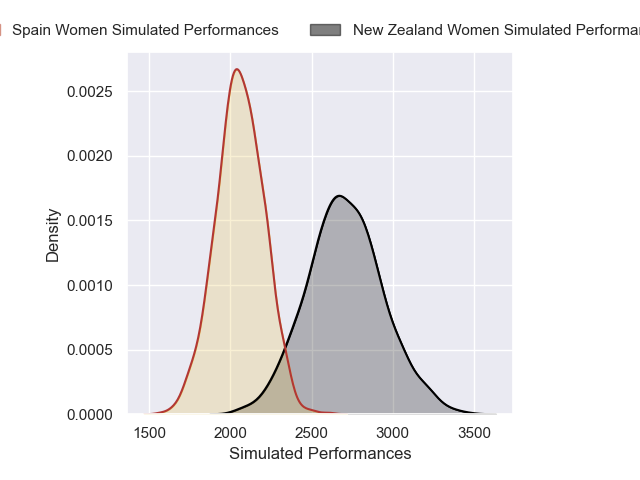 Spain Women Simulated Performances
New Zealand Women Simulated
0.0025
0.0020
0.0015
0.0010
0.0005
0.0000
Density
1500 2000 2500 3000 3500
Simulated Performances